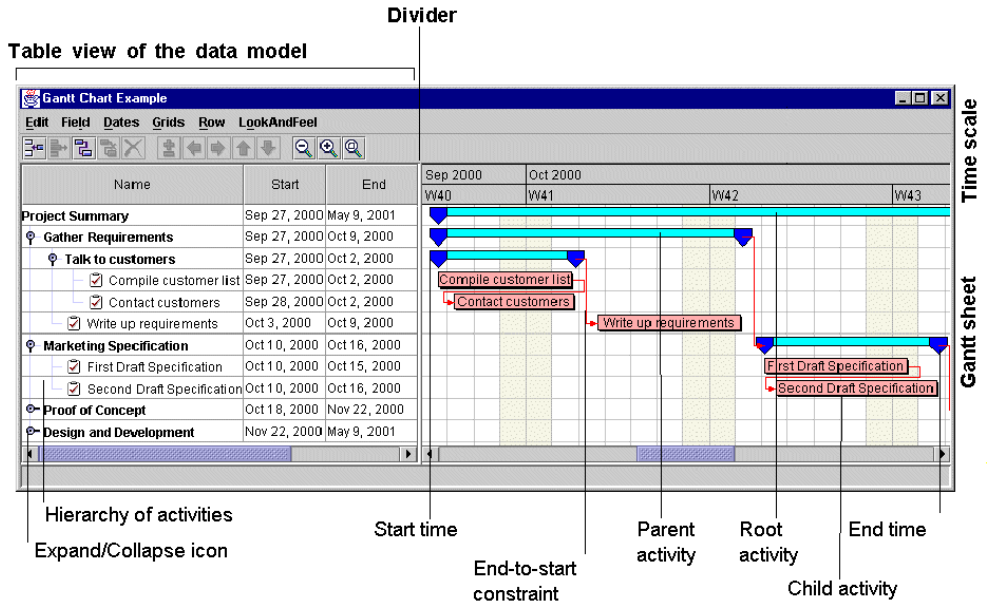 Divider
Table view of the data model
Gantt Chart Example
Edit Field Dates Grids Row LookAndFeel
Name Start End Sep 2000 Oct 2000
W40 W41 W42 W43
Project Summary Sep 27, 2000 May 9, 2001
Gather Requirements Sep 27, 2000 Oct 9, 2000
Talk to customers Sep 27, 2000 Oct 2, 2000
Compile customer list Sep 27, 2000 Oct 2, 2000 Compile customer list
Contact customers Sep 28, 2000 Oct 2, 2000 Contact customers
Write up requirements Oct 3, 2000 Oct 9, 2000 Write up requirements
Marketing Specification Oct 10, 2000 Oct 16, 2000
First Draft Specification Oct 10, 2000 Oct 15, 2000 First Draft Specification
Second Draft Specification Oct 10, 2000 Oct 16, 2000 Second Draft Specification
Proof of Concept Oct 18, 2000 Nov 22, 2000
Design and Development Nov 22, 2000 May 9, 2001
Time scale
Gantt sheet
Hierarchy of activities
Expand/Collapse icon
Start time
End-to-start
constraint
Parent
activity
Root
activity
End time
Child activity